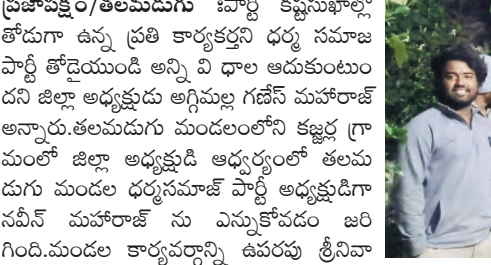 ప్రజాపక్షం/తలమడుగు :పార్టీ కష్టసుఖాల్లో
తోడుగా ఉన్న ప్రతి కార్యకర్తని ధర్మ సమాజ
పార్టీ తోడైయుండి అన్ని వి ధాల ఆదుకుంటుం
దని జిల్లా అధ్యక్షుడు అగ్గిమల్ల గణేస్ మహారాజ్
అన్నారు.తలమడుగు మండలంలోని కజ్జర్ల గ్రా
మంలో జిల్లా అధ్యక్షుడి ఆధ్వర్యంలో తలమ
డుగు మండల ధర్మసమాజ్ పార్టీ అధ్యక్షుడిగా
నవీన్ మహారాజ్ ను ఎన్నుకోవడం జరి
గింది.మండల కార్యవర్గాన్ని ఉపరపు శ్రీనివా